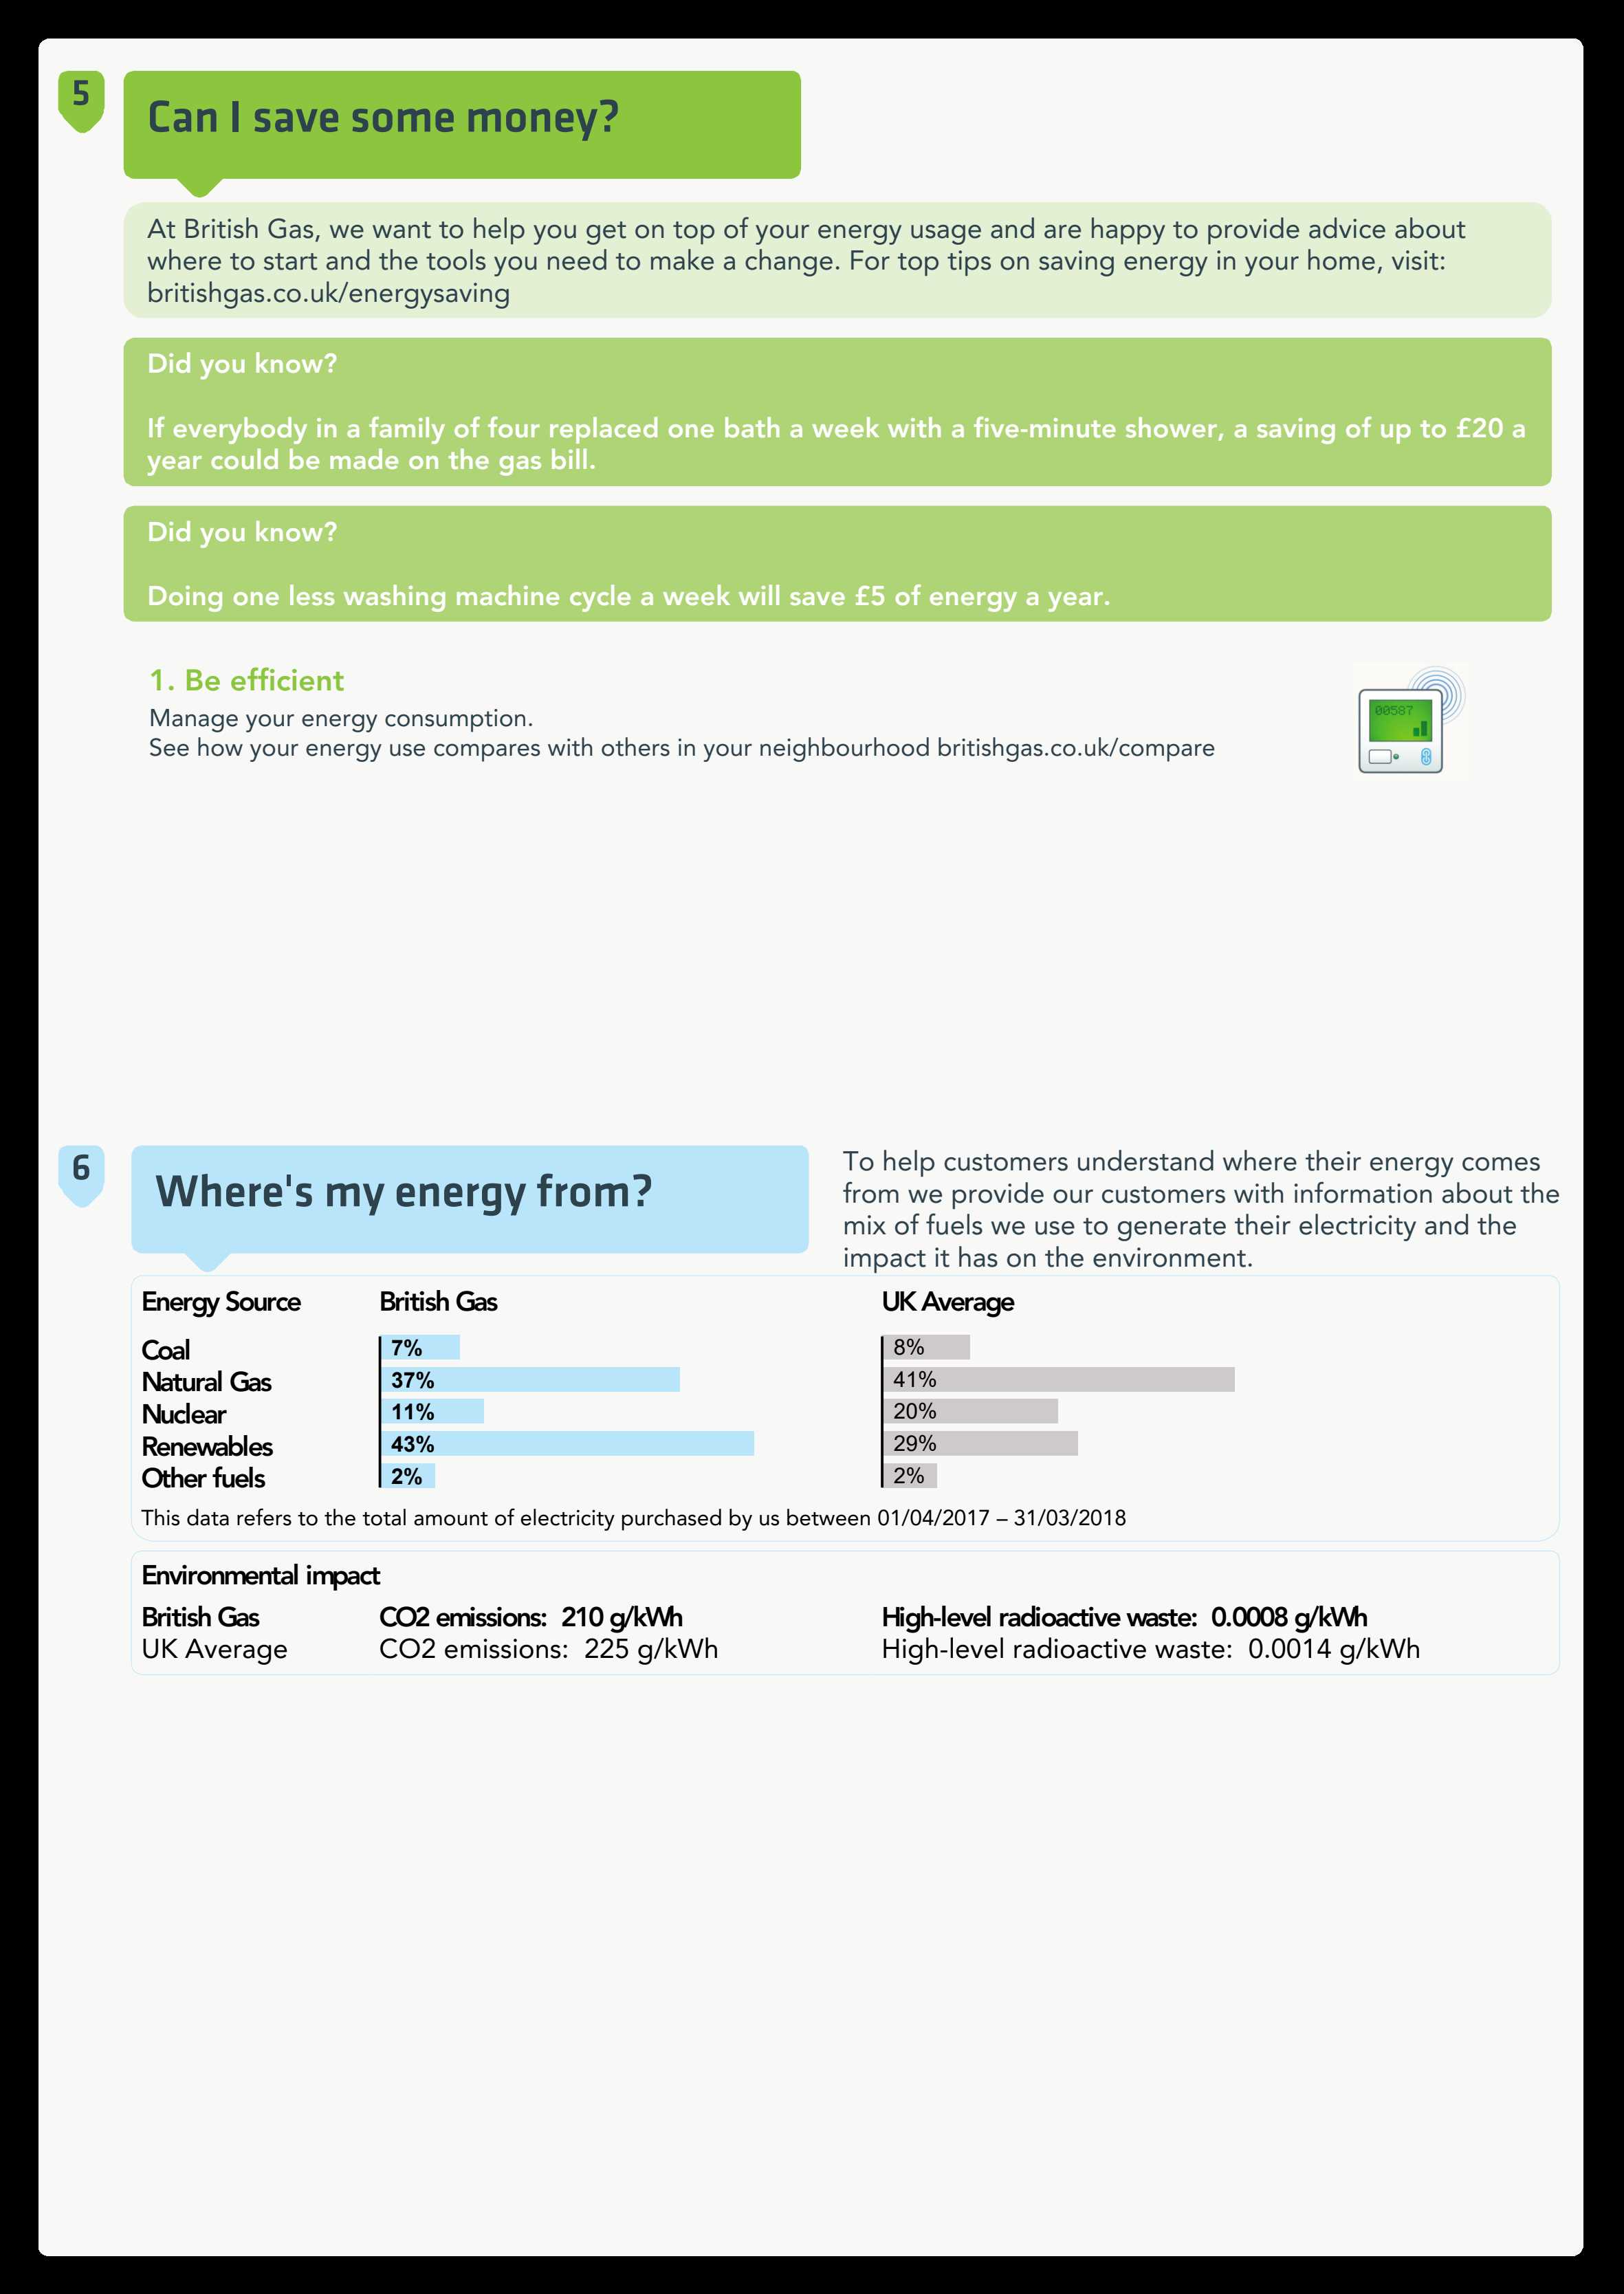 5
Can I save some money?
At British Gas, we want to help you get on top of your energy usage and are happy to provide advice about
where to start and the tools you need to make a change. For top tips on saving energy in your home, visit:
britishgas.co.uk/energysaving
Did you know?
If everybody in a family of four replaced one bath a week with a five-minute shower, a saving of up to £20 a
year could be made on the gas bill.
Did you know?
Doing one less washing machine cycle a week will save £5 of energy a year.
1. Be efficient
Manage your energy consumption.
See how your energy use compares with others in your neighbourhood britishgas.co.uk/compare
00587
6
Where's my energy from?
To help customers understand where their energy comes
from we provide our customers with information about the
mix of fuels we use to generate their electricity and the
impact it has on the environment.
Energy Source British Gas UK Average
Coal 7% 8%
Natural Gas 37% 41%
Nuclear 11% 20%
Renewables 43% 29%
Other fuels 2% 2%
This data refers to the total amount of electricity purchased by us between 01/04/2017 – 31/03/2018
Environmental impact
British Gas CO2 emissions: 210 g/kWh High-level radioactive waste: 0.0008 g/kWh
UK Average CO2 emissions: 225 g/kWh High-level radioactive waste: 0.0014 g/kWh